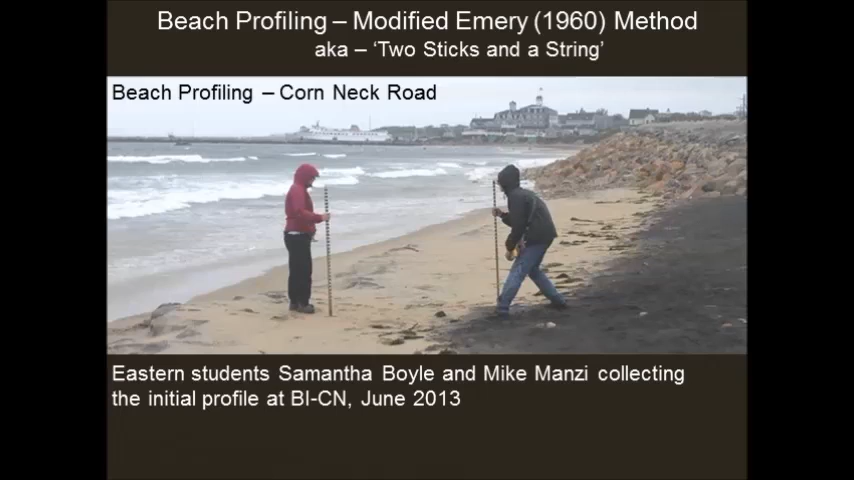 Beach Profiling – Modified Emery (1960) Method
aka – ‘Two Sticks and a String’
Beach Profiling – Corn Neck Road
Eastern students Samantha Boyle and Mike Manzi collecting
the initial profile at BI-CN, June 2013